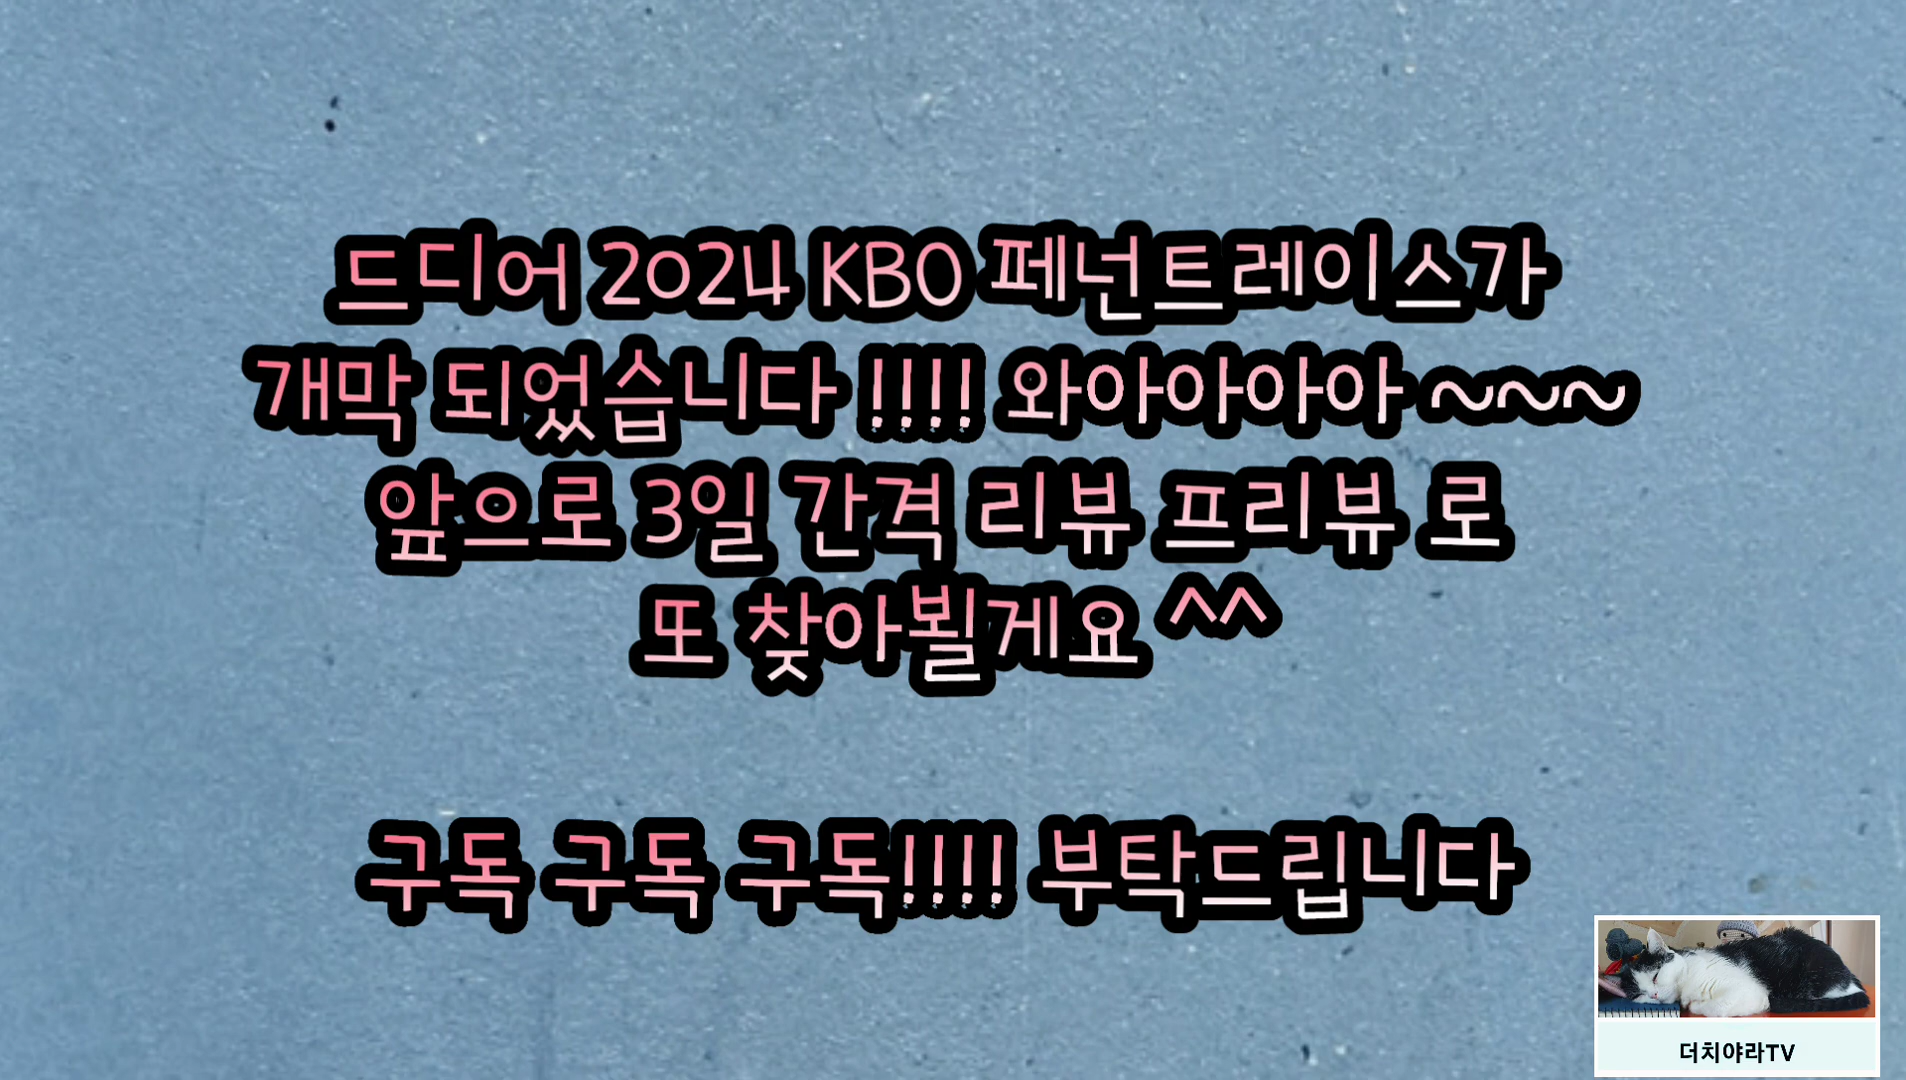 드디어 2024 KBO 페넌트레이스가
개막 되었습니다 !!!! 와아아아아 ~~~
앞으로 3일 간격 리뷰 프리뷰 로
또 찾아뵐게요 ^^
구독 구독 구독!!!! 부탁드립니다
더치야라TV